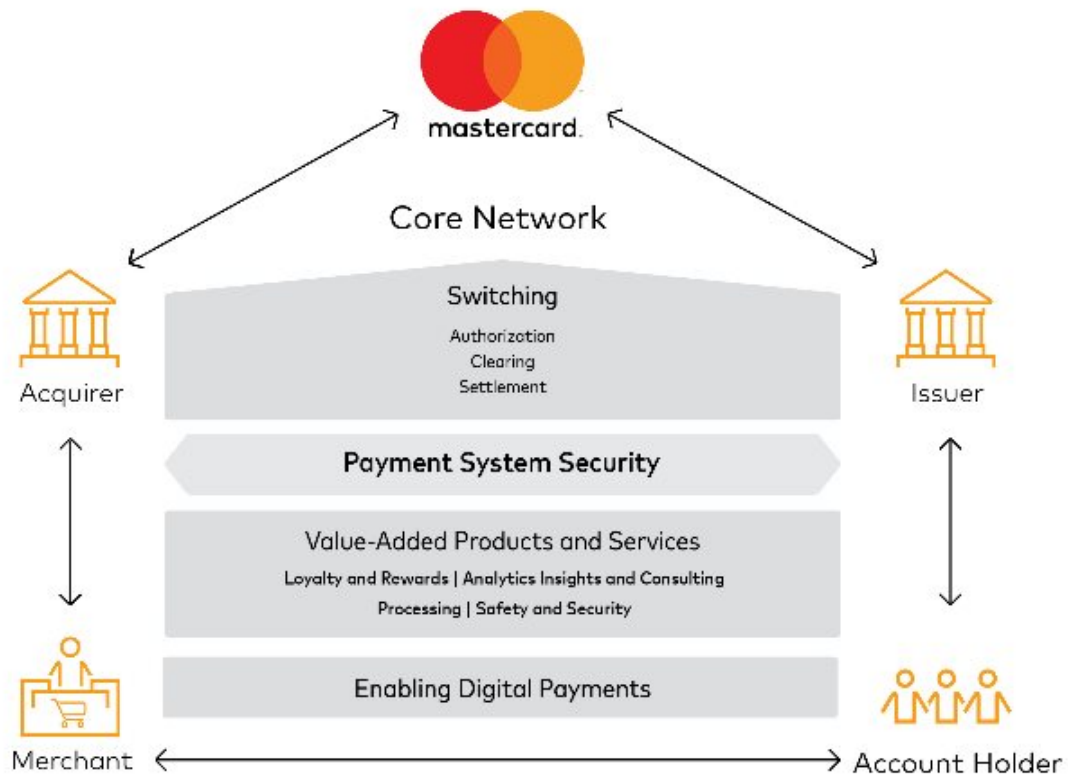 mastercard.
Core Network
Switching
Authorization
Clearing
Settlement
Acquirer
Issuer
Payment System Security
Value-Added Products and Services
Loyalty and Rewards | Analytics Insights and Consulting
Processing | Safety and Security
Enabling Digital Payments
Merchant
Account Holder